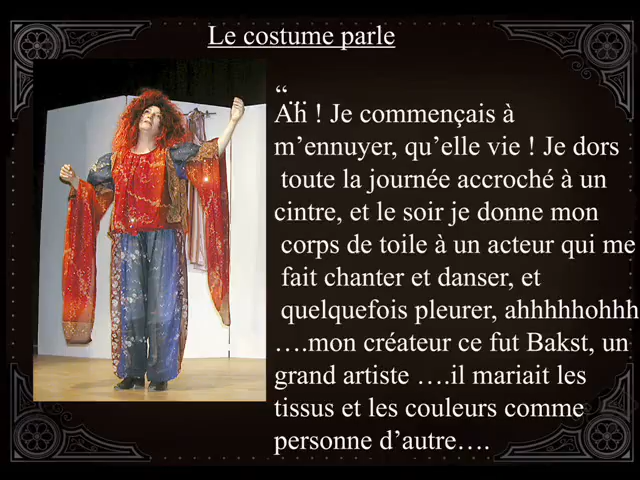 Le costume parle
“…
Ah ! Je commençais à
m’ennuyer, qu’elle vie ! Je dors
toute la journée accroché à un
cintre, et le soir je donne mon
corps de toile à un acteur qui me
fait chanter et danser, et
quelquefois pleurer, ahhhhhohhh
….mon créateur ce fut Bakst, un
grand artiste ….il mariait les
tissus et les couleurs comme
personne d’autre….